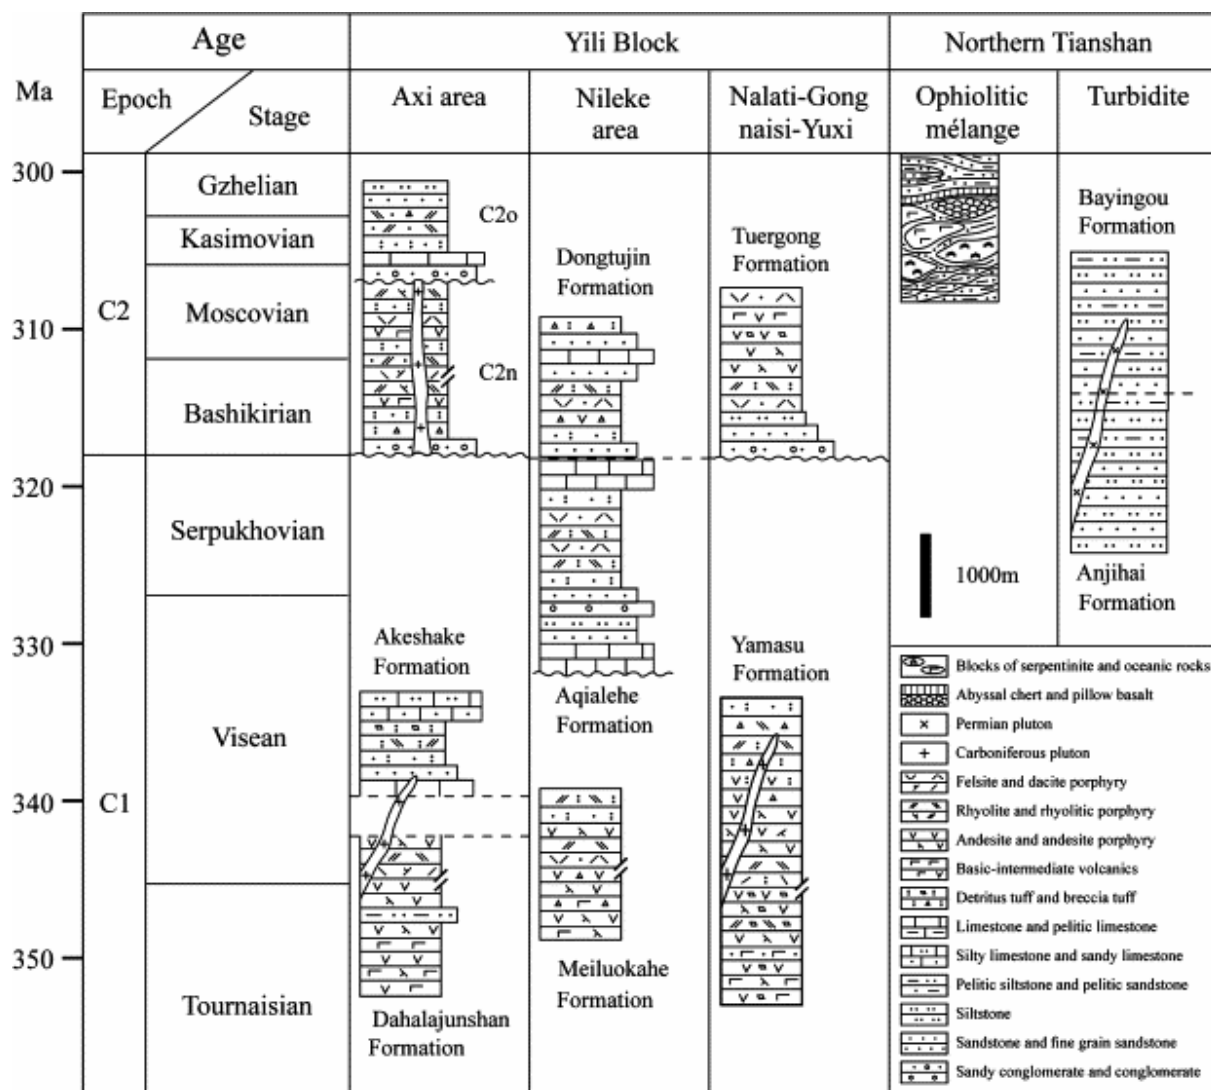 Age
Yili Block
Northern Tianshan
Ma
Epoch
Stage
Axi area
Nileke
area
Nalati-Gong
naisi-Yuxi
Ophiolitic
mélange
Turbidite
300
310
320
330
340
350
C2
C1
Gzhelian
Kasimovian
Moscovian
Bashikirian
Serpukhovian
Visean
Tournaisian
C2o
C2n
Akeshake
Formation
Dahalajunshan
Formation
Dongtujin
Formation
Aqialehe
Formation
Meiluokahe
Formation
Tuergong
Formation
Yamasu
Formation
Bayingou
Formation
Anjihai
Formation
1000m
Blocks of serpentinite and oceanic rocks
Abyssal chert and pillow basalt
Permian pluton
Carboniferous pluton
Felsite and dacite porphyry
Rhyolite and rhyolitic porphyry
Andesite and andesite porphyry
Basic-intermediate volcanics
Detritus tuff and breccia tuff
Limestone and pelitic limestone
Silty limestone and sandy limestone
Pelitic siltstone and pelitic sandstone
Siltstone
Sandstone and fine grain sandstone
Sandy conglomerate and conglomerate